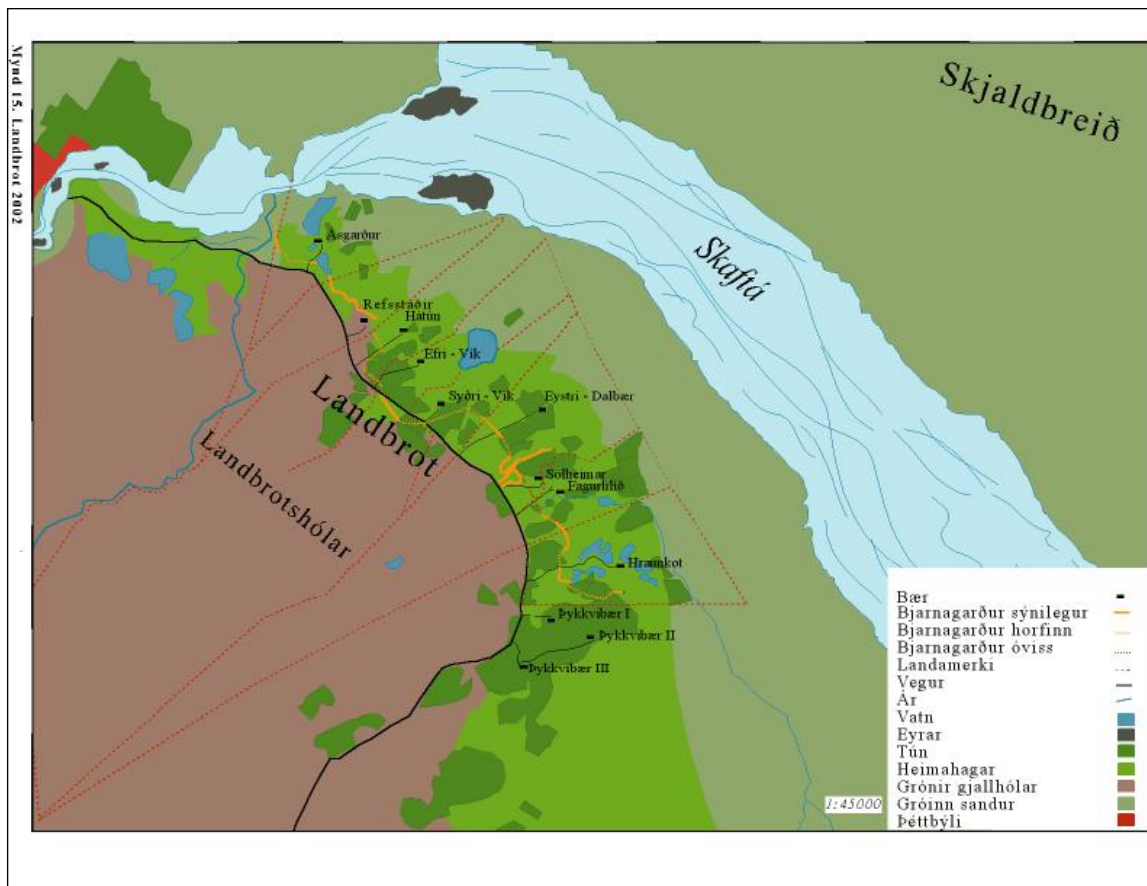 Mynd 15. Landbrot 2002
Skjaldbreið
Skaftá
Ásgarður
Refsstaðir
Hátún
Efri - Vík
Syðri - Vík
Eystri - Dalbær
Landbrot
Landbrotshólar
Sólheimar
Fagurhlíð
Hraunkot
Þykkvibær I
Þykkvibær II
Þykkvibær III
1:45000
Bær
Bjarnagarður sýnilegur
Bjarnagarður horfinn
Bjarnagarður óviss
Landamerki
Vegur
Ár
Vatn
Eyrar
Tún
Heimahagar
Grónir gjallhólar
Gróinn sandur
Þéttbýli